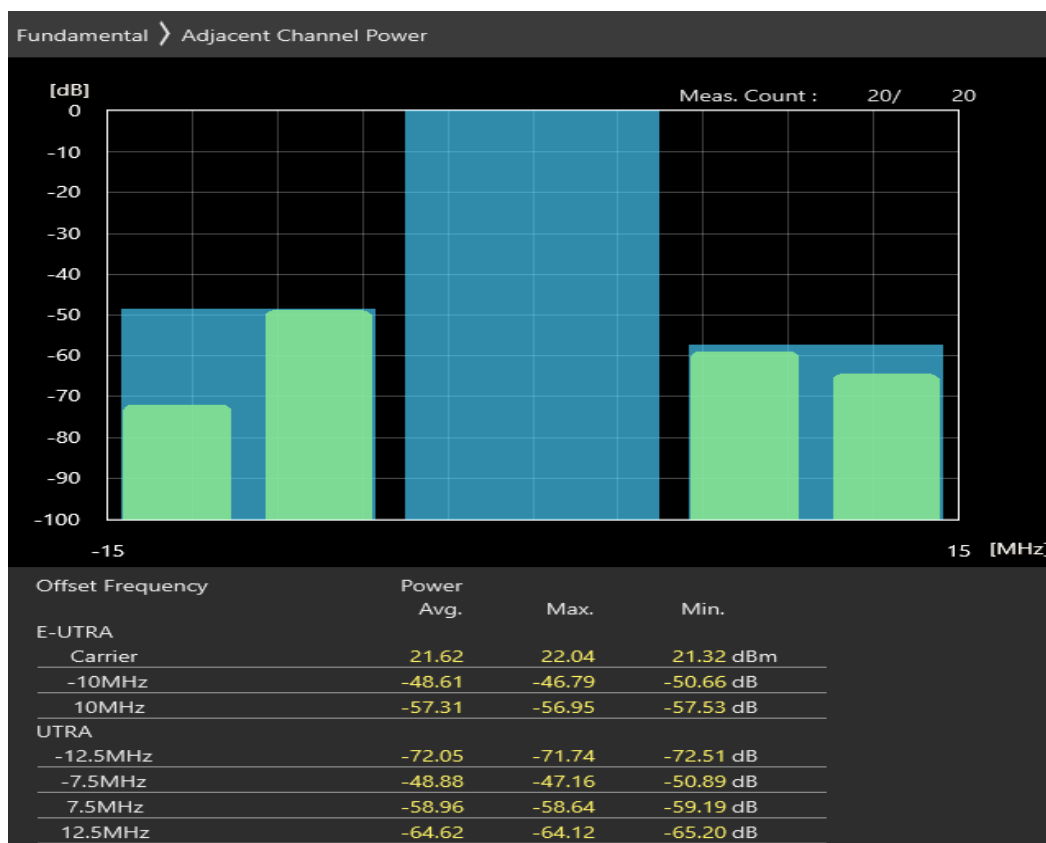 Fundamental 〉 Adjacent Channel Power
[dB]
Meas. Count : 20/ 20
0
-10
-20
-30
-40
-50
-60
-70
-80
-90
-100
-15 15 [MHz]
Offset Frequency Power
Avg. Max. Min.
E-UTRA
Carrier 21.62 22.04 21.32 dBm
-10MHz -48.61 -46.79 -50.66 dB
10MHz -57.31 -56.95 -57.53 dB
UTRA
-12.5MHz -72.05 -71.74 -72.51 dB
-7.5MHz -48.88 -47.16 -50.89 dB
7.5MHz -58.96 -58.64 -59.19 dB
12.5MHz -64.62 -64.12 -65.20 dB